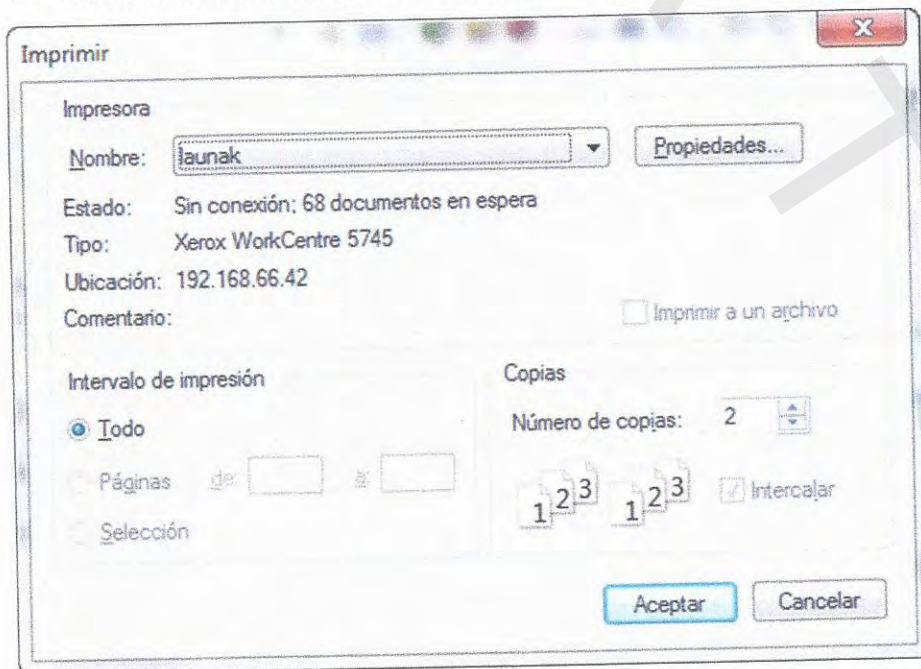 Imprimir
Impresora
Nombre: launak Propiedades...
Estado: Sin conexión; 68 documentos en espera
Tipo: Xerox WorkCentre 5745
Ubicación: 192.168.66.42
Comentario:
Imprimir a un archivo
Intervalo de impresión
Todo
Páginas de: a:
Selección
Copias
Número de copias: 2
1 2 3 1 2 3 Intercalar
Aceptar Cancelar